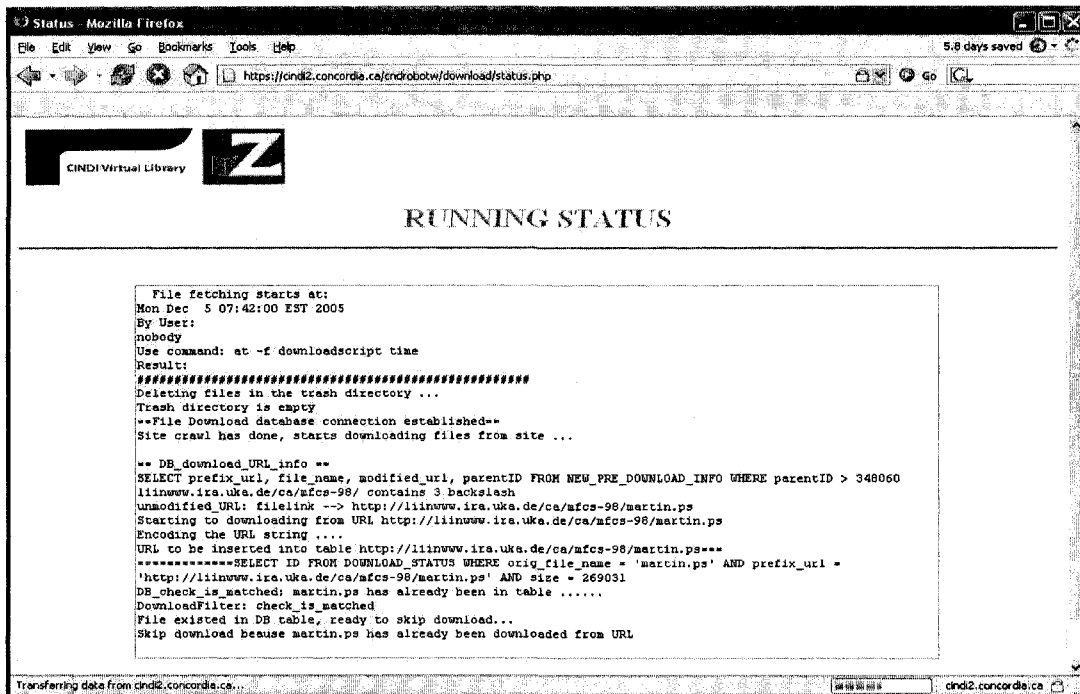 Status - Mozilla Firefox
File Edit View Go Bookmarks Tools Help
5.8 days saved
https://cindi2.concordia.ca/cndrobotw/download/status.php
Go
CINDI Virtual Library
Z
RUNNING STATUS
File fetching starts at:
Mon Dec 5 07:42:00 EST 2005
By User:
nobody
Use command: at -f downloadscript time
Result:
#####################################################
Deleting files in the trash directory ...
Trash directory is empty
==File Download database connection established==
Site crawl has done, starts downloading files from site ...
== DB_download_URL_info ==
SELECT prefix_url, file_name, modified_url, parentID FROM NEW_PRE_DOWNLOAD_INFO WHERE parentID > 348060
liinwww.ira.uka.de/ca/mfcs-98/ contains 3 backslash
unmodified_URL: filelink --> http://liinwww.ira.uka.de/ca/mfcs-98/martin.ps
Starting to downloading from URL http://liinwww.ira.uka.de/ca/mfcs-98/martin.ps
Encoding the URL string ....
URL to be inserted into table http://liinwww.ira.uka.de/ca/mfcs-98/martin.ps===
=============SELECT ID FROM DOWNLOAD_STATUS WHERE orig_file_name = 'martin.ps' AND prefix_url =
'http://liinwww.ira.uka.de/ca/mfcs-98/martin.ps' AND size = 269031
DB_check_is_matched: martin.ps has already been in table ......
DownloadFilter: check_is_matched
File existed in DB table, ready to skip download...
Skip download beause martin.ps has already been downloaded from URL
Transferring data from cindi2.concordia.ca...
cindi2.concordia.ca